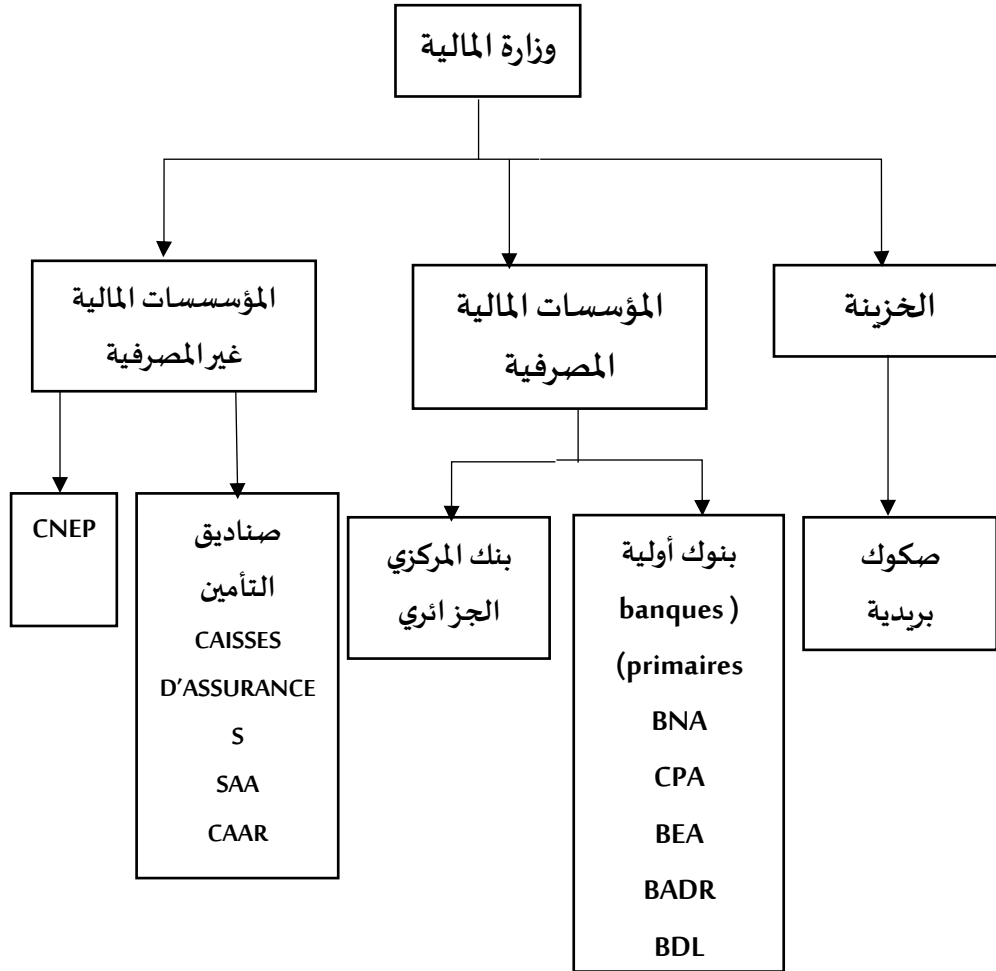 وزارة المالية
الخزينة
المؤسسات المالية
المصرفية
المؤسسسات المالية
غير المصرفية
صكوك
بريدية
بنوك أولية
banques )
(primaires
BNA
CPA
BEA
BADR
BDL
بنك المركزي
الجزائري
صناديق
التأمين
CAISSES
D’ASSURANCE
S
SAA
CAAR
CNEP